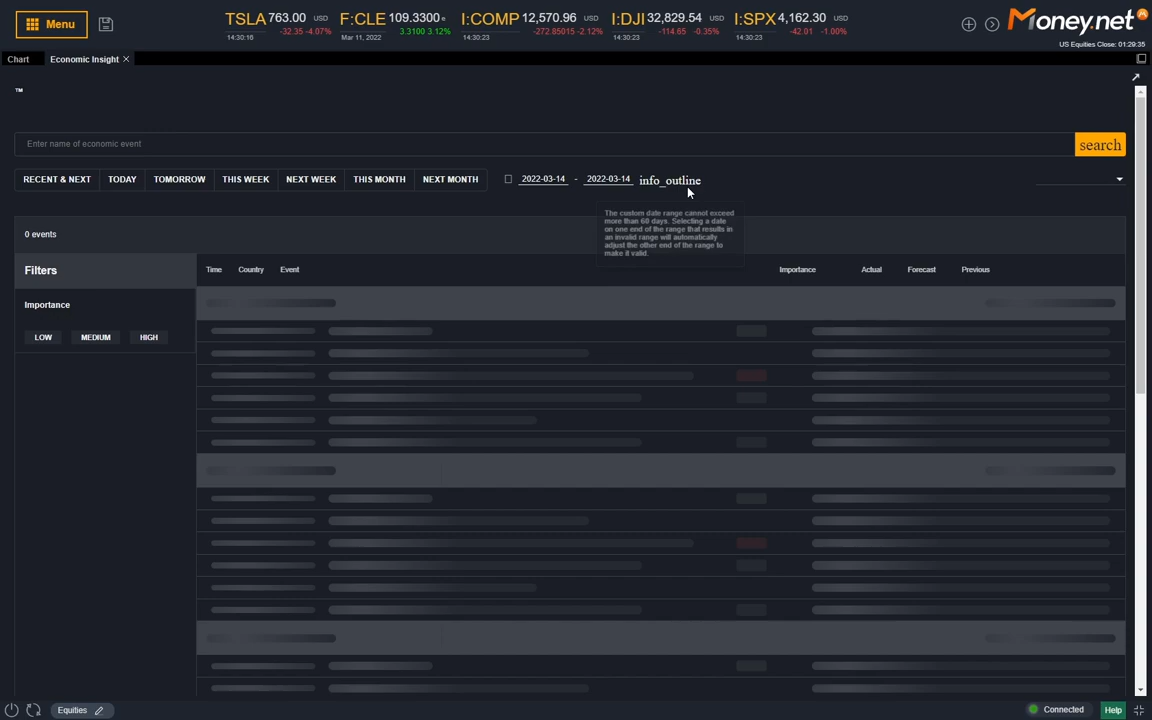 Menu
TSLA 763.00 USD
14:30:16 -32.35 -4.07%
F:CLE 109.3300 e
Mar 11, 2022 3.3100 3.12%
I:COMP 12,570.96 USD
14:30:23 -272.85015 -2.12%
I:DJI 32,829.54 USD
14:30:23 -114.65 -0.35%
I:SPX 4,162.30 USD
14:30:23 -42.01 -1.00%
Money.net
US Equities Close: 01:29:35
Chart
Economic Insight
TM
Enter name of economic event
search
RECENT & NEXT TODAY TOMORROW THIS WEEK NEXT WEEK THIS MONTH NEXT MONTH 2022-03-14 - 2022-03-14 info_outline
The custom date range cannot exceed
more than 60 days. Selecting a date
on one end of the range that results in
an invalid range will automatically
adjust the other end of the range to
make it valid.
0 events
Filters
Time Country Event Importance Actual Forecast Previous
Importance
LOW MEDIUM HIGH
Equities
Connected
Help